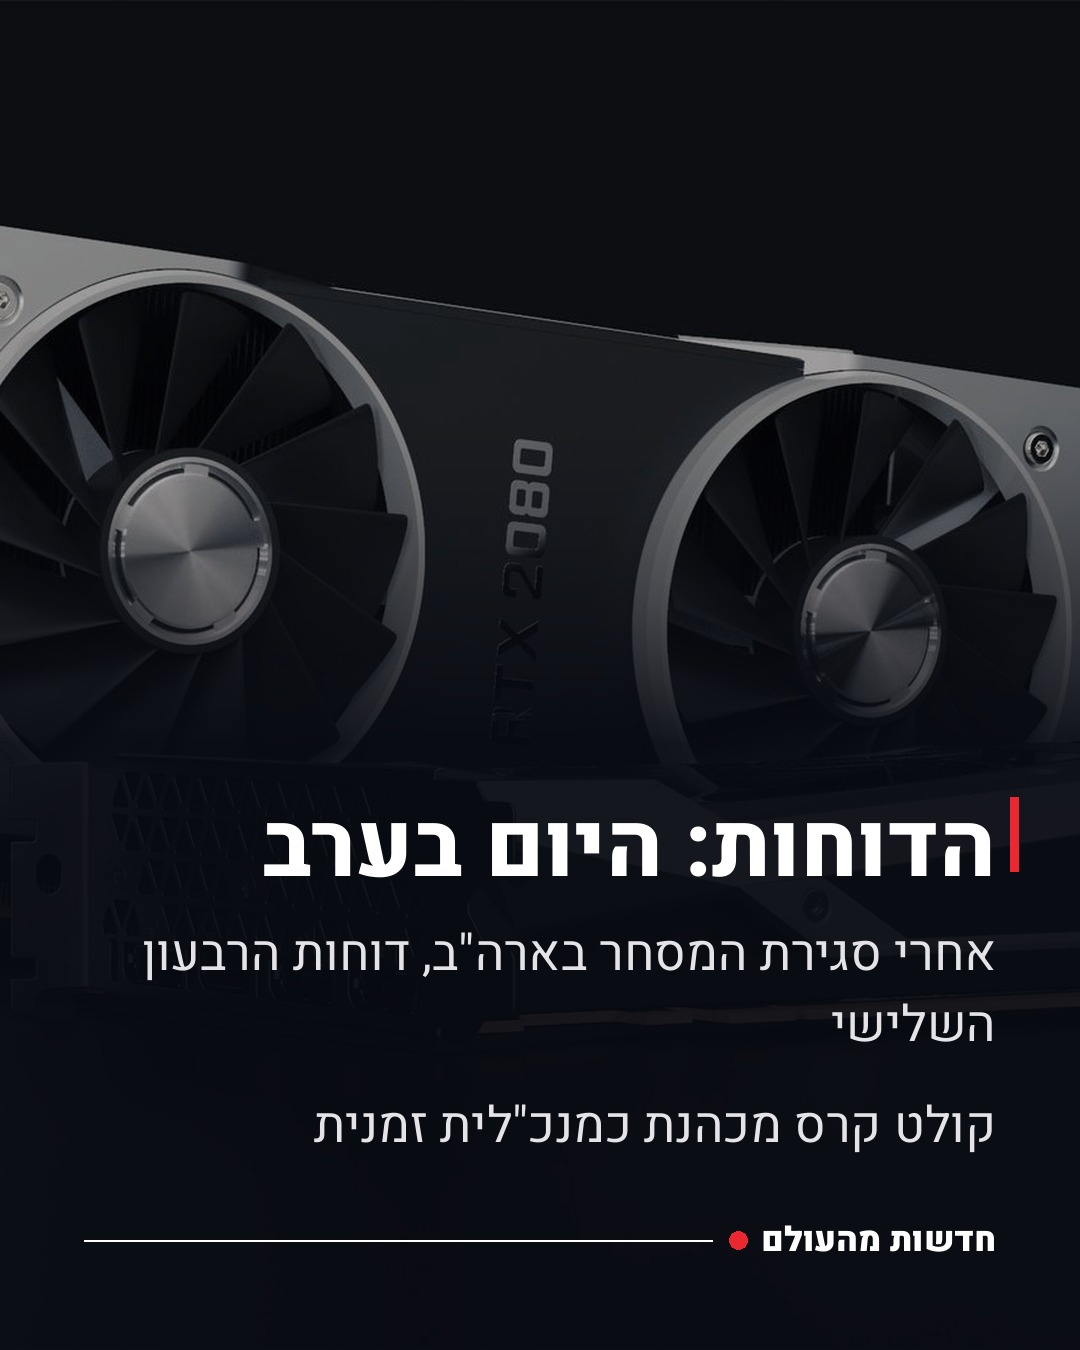 RTX 2080
הדוחות: היום בערב
אחרי סגירת המסחר בארה"ב, דוחות הרבעון
השלישי
קולט קרס מכהנת כמנכ"לית זמנית
חדשות מהעולם